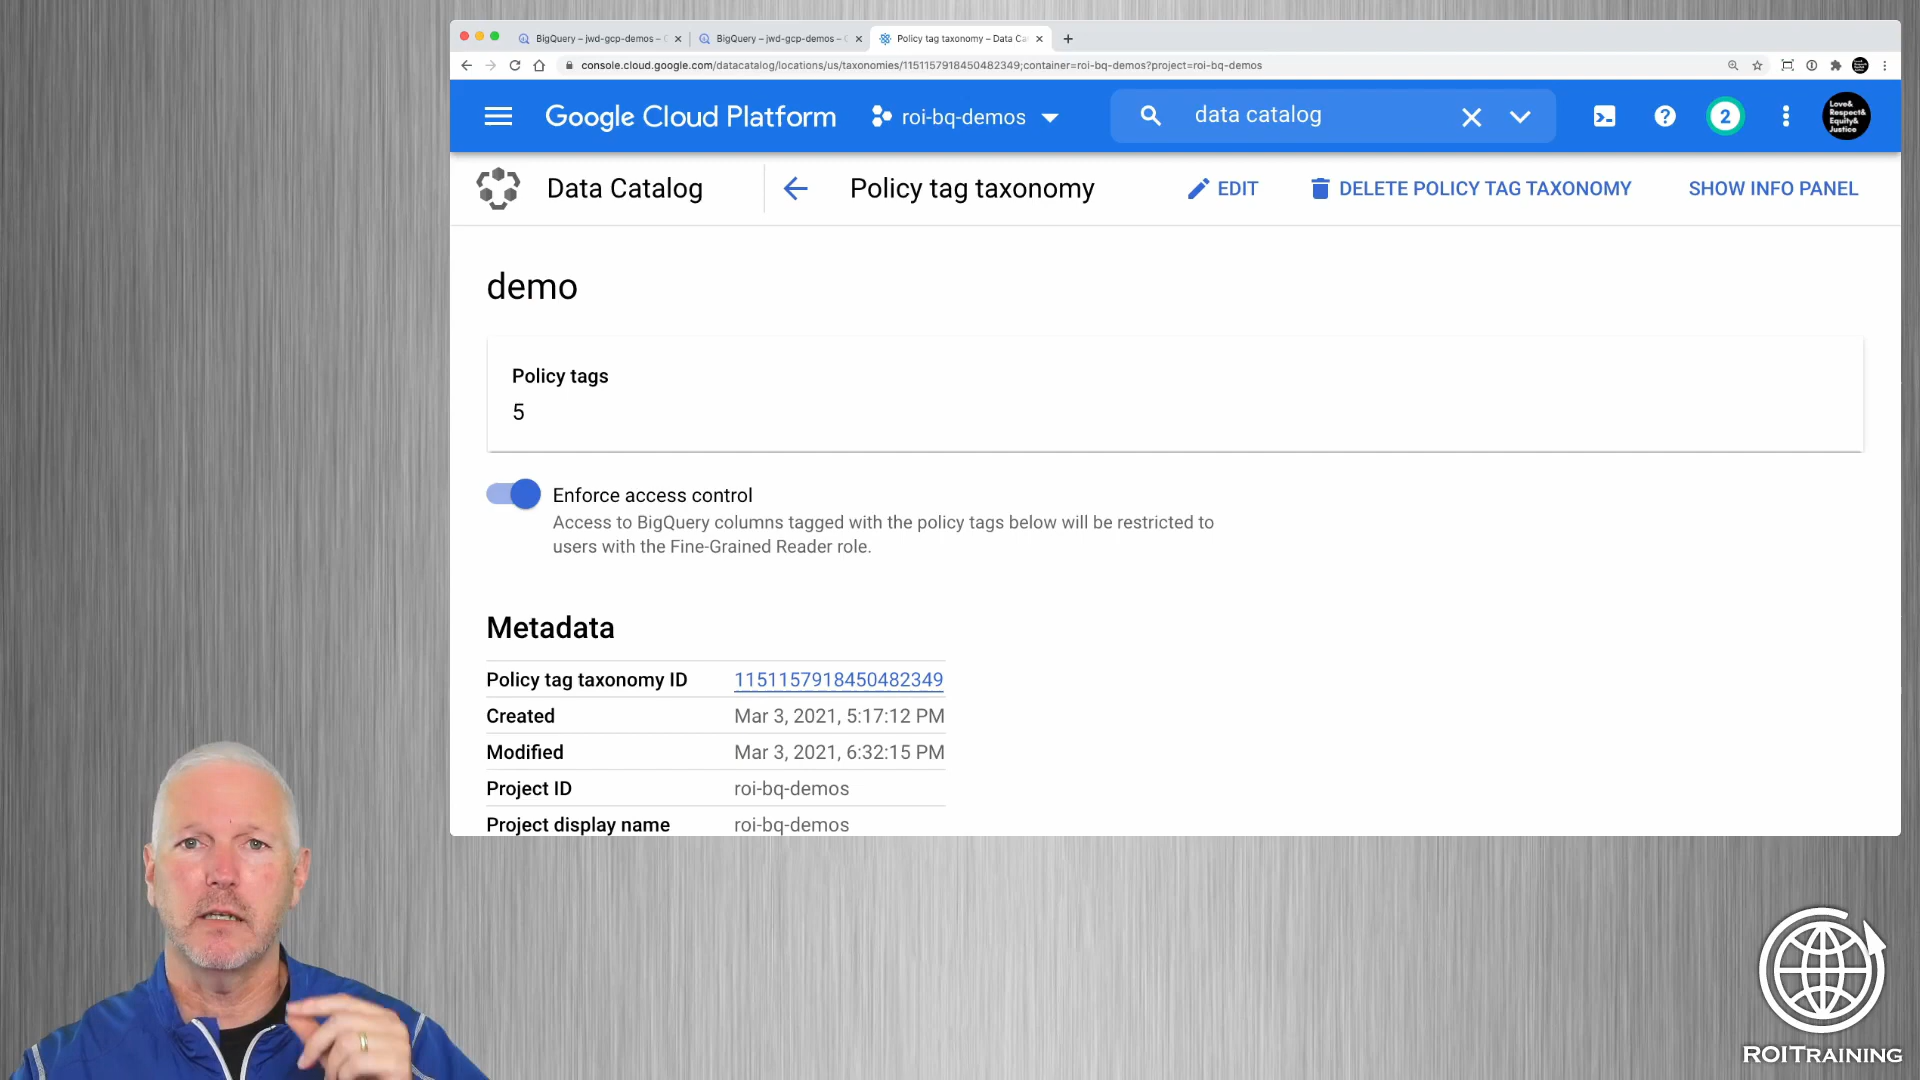 BigQuery – jwd-gcp-demos –
BigQuery – jwd-gcp-demos –
Policy tag taxonomy – Data Ca
console.cloud.google.com/datacatalog/locations/us/taxonomies/1151157918450482349;container=roi-bq-demos?project=roi-bq-demos
Google Cloud Platform
roi-bq-demos
data catalog
2
Love&
Respect&
Equity&
Justice
Data Catalog
Policy tag taxonomy
EDIT
DELETE POLICY TAG TAXONOMY
SHOW INFO PANEL
demo
Policy tags
5
Enforce access control
Access to BigQuery columns tagged with the policy tags below will be restricted to
users with the Fine-Grained Reader role.
Metadata
Policy tag taxonomy ID 1151157918450482349
Created Mar 3, 2021, 5:17:12 PM
Modified Mar 3, 2021, 6:32:15 PM
Project ID roi-bq-demos
Project display name roi-bq-demos
ROITRAINING